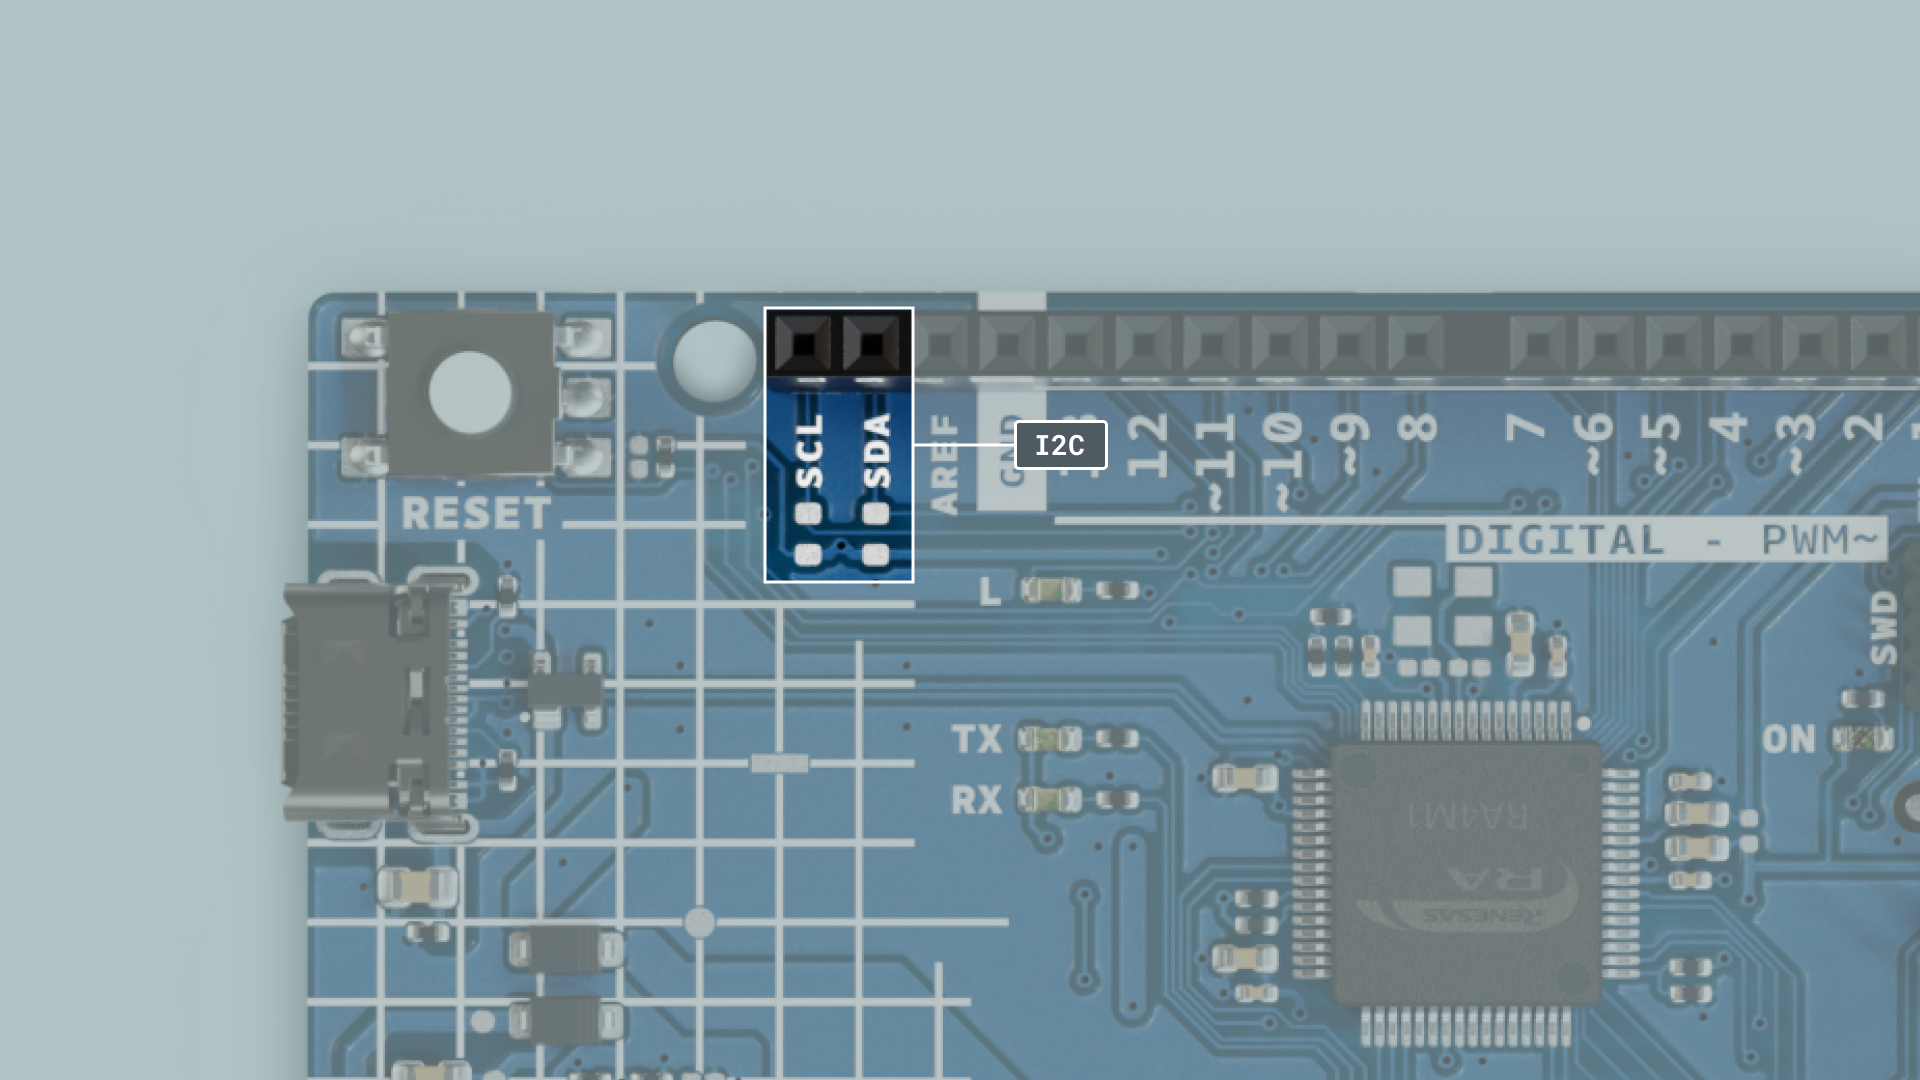 RESET
SCL
SDA
AREF
GND
I2C
12
~11
~10
~9
8
7
~6
~5
4
~3
2
DIGITAL - PWM~
L
TX
RX
SWD
ON
RA4M1
RA
RENESAS